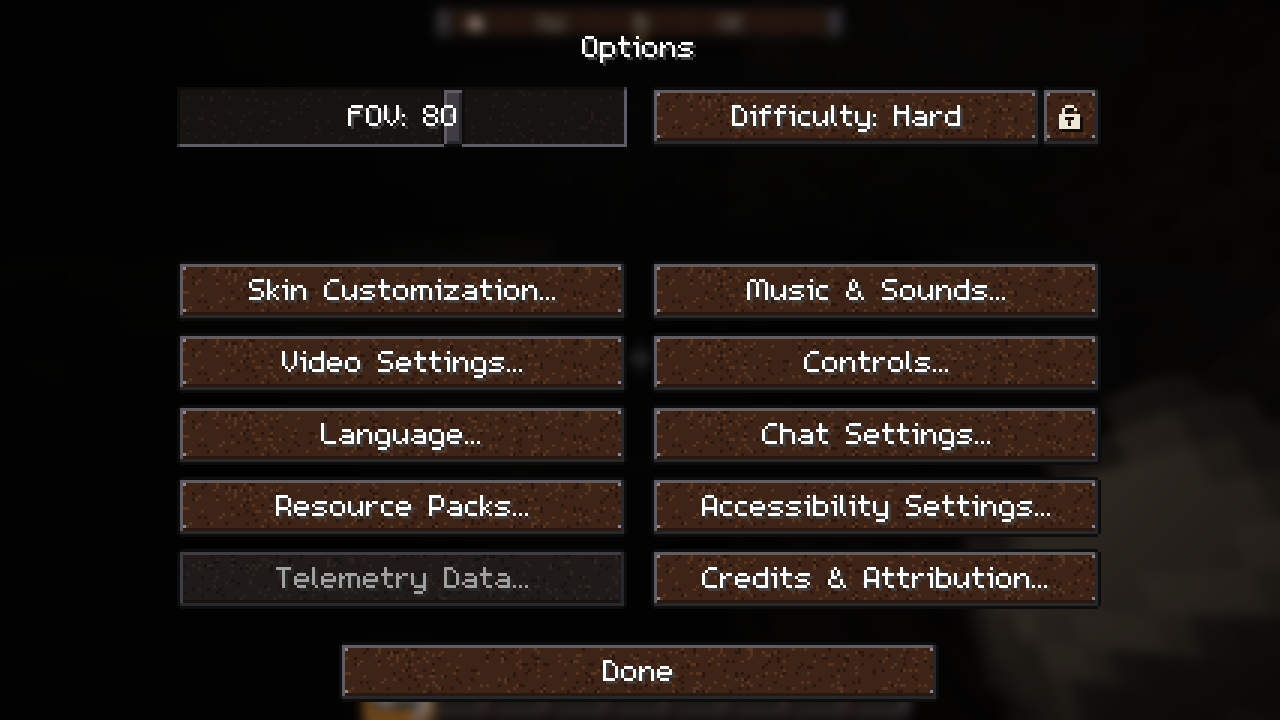 Options
FOV: 80
Difficulty: Hard
Skin Customization...
Music & Sounds...
Video Settings...
Controls...
Language...
Chat Settings...
Resource Packs...
Accessibility Settings...
Telemetry Data...
Credits & Attribution...
Done